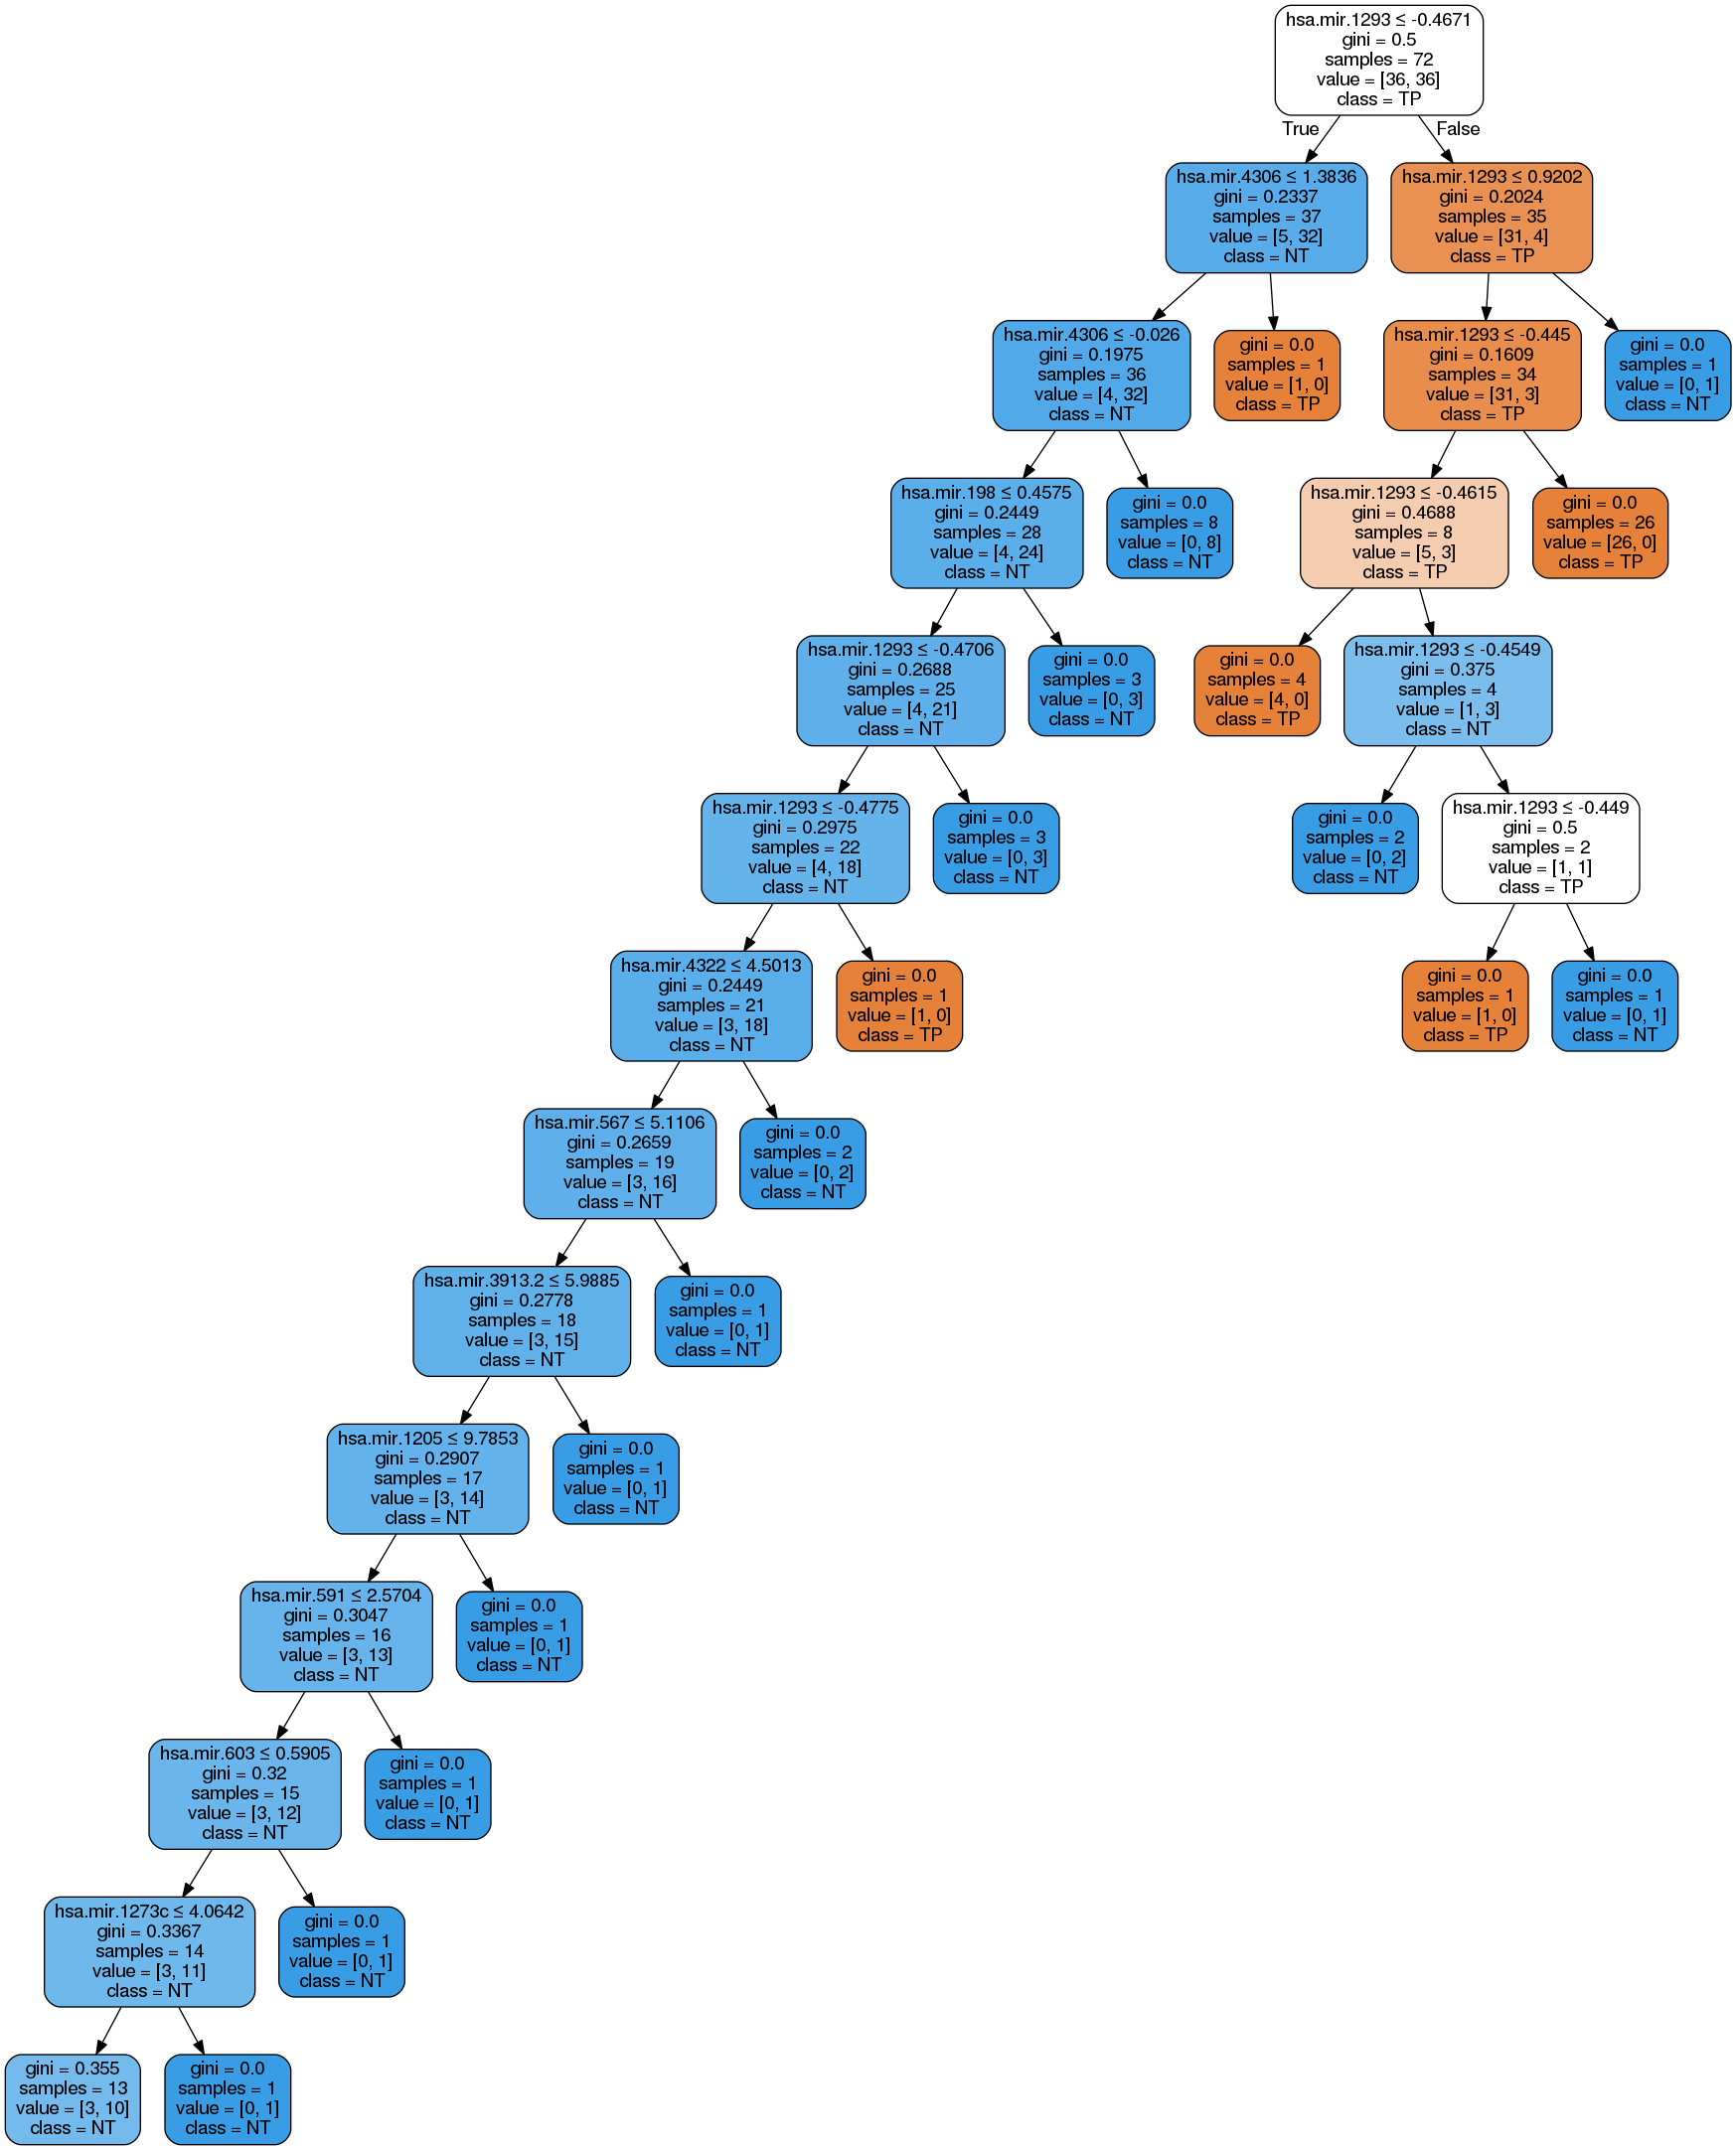 hsa.mir.1293 ≤ -0.4671
gini = 0.5
samples = 72
value = [36, 36]
class = TP
True
False
hsa.mir.4306 ≤ 1.3836
gini = 0.2337
samples = 37
value = [5, 32]
class = NT
hsa.mir.1293 ≤ 0.9202
gini = 0.2024
samples = 35
value = [31, 4]
class = TP
hsa.mir.4306 ≤ -0.026
gini = 0.1975
samples = 36
value = [4, 32]
class = NT
gini = 0.0
samples = 1
value = [1, 0]
class = TP
hsa.mir.1293 ≤ -0.445
gini = 0.1609
samples = 34
value = [31, 3]
class = TP
gini = 0.0
samples = 1
value = [0, 1]
class = NT
hsa.mir.198 ≤ 0.4575
gini = 0.2449
samples = 28
value = [4, 24]
class = NT
gini = 0.0
samples = 8
value = [0, 8]
class = NT
hsa.mir.1293 ≤ -0.4615
gini = 0.4688
samples = 8
value = [5, 3]
class = TP
gini = 0.0
samples = 26
value = [26, 0]
class = TP
hsa.mir.1293 ≤ -0.4706
gini = 0.2688
samples = 25
value = [4, 21]
class = NT
gini = 0.0
samples = 3
value = [0, 3]
class = NT
gini = 0.0
samples = 4
value = [4, 0]
class = TP
hsa.mir.1293 ≤ -0.4549
gini = 0.375
samples = 4
value = [1, 3]
class = NT
hsa.mir.1293 ≤ -0.4775
gini = 0.2975
samples = 22
value = [4, 18]
class = NT
gini = 0.0
samples = 3
value = [0, 3]
class = NT
gini = 0.0
samples = 2
value = [0, 2]
class = NT
hsa.mir.1293 ≤ -0.449
gini = 0.5
samples = 2
value = [1, 1]
class = TP
hsa.mir.4322 ≤ 4.5013
gini = 0.2449
samples = 21
value = [3, 18]
class = NT
gini = 0.0
samples = 1
value = [1, 0]
class = TP
gini = 0.0
samples = 1
value = [1, 0]
class = TP
gini = 0.0
samples = 1
value = [0, 1]
class = NT
hsa.mir.567 ≤ 5.1106
gini = 0.2659
samples = 19
value = [3, 16]
class = NT
gini = 0.0
samples = 2
value = [0, 2]
class = NT
hsa.mir.3913.2 ≤ 5.9885
gini = 0.2778
samples = 18
value = [3, 15]
class = NT
gini = 0.0
samples = 1
value = [0, 1]
class = NT
hsa.mir.1205 ≤ 9.7853
gini = 0.2907
samples = 17
value = [3, 14]
class = NT
gini = 0.0
samples = 1
value = [0, 1]
class = NT
hsa.mir.591 ≤ 2.5704
gini = 0.3047
samples = 16
value = [3, 13]
class = NT
gini = 0.0
samples = 1
value = [0, 1]
class = NT
hsa.mir.603 ≤ 0.5905
gini = 0.32
samples = 15
value = [3, 12]
class = NT
gini = 0.0
samples = 1
value = [0, 1]
class = NT
hsa.mir.1273c ≤ 4.0642
gini = 0.3367
samples = 14
value = [3, 11]
class = NT
gini = 0.0
samples = 1
value = [0, 1]
class = NT
gini = 0.355
samples = 13
value = [3, 10]
class = NT
gini = 0.0
samples = 1
value = [0, 1]
class = NT